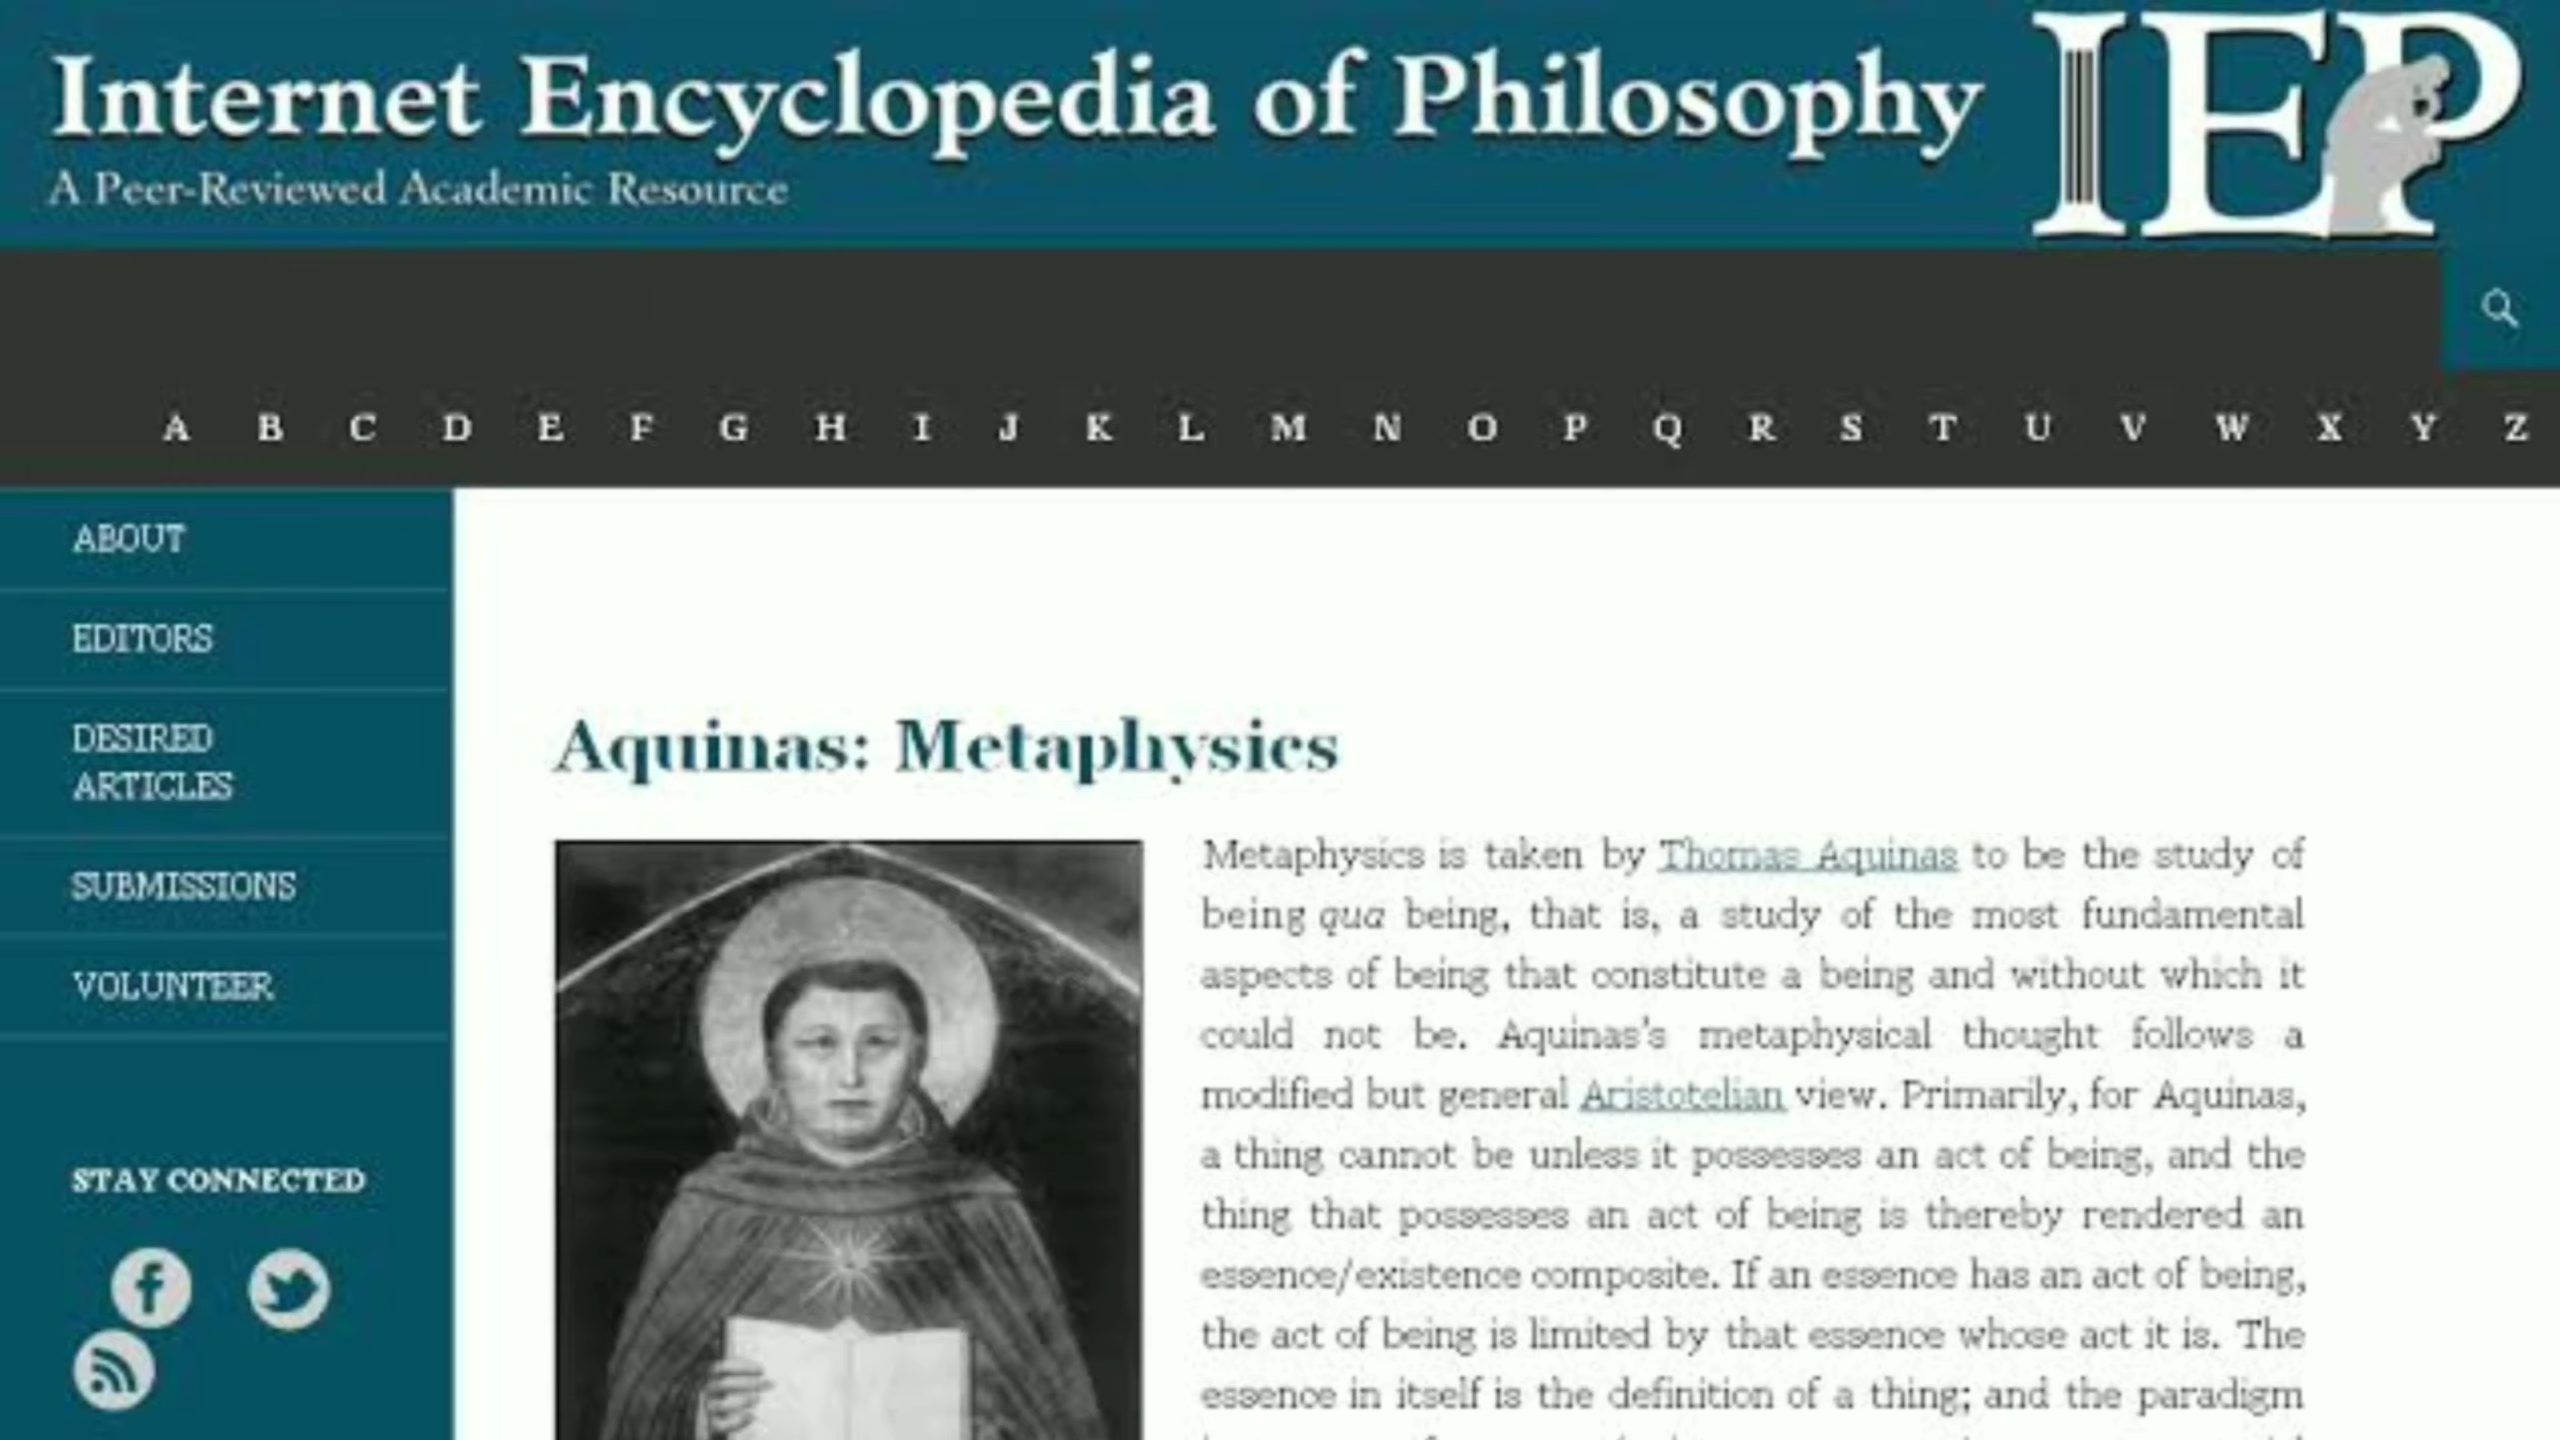 Internet Encyclopedia of Philosophy
IEP
A Peer-Reviewed Academic Resource
A B C D E F G H I J K L M N O P Q R S T U V W X Y Z
ABOUT
EDITORS
DESIRED
ARTICLES
SUBMISSIONS
VOLUNTEER
STAY CONNECTED
Aquinas: Metaphysics
Metaphysics is taken by Thomas Aquinas to be the study of
being qua being, that is, a study of the most fundamental
aspects of being that constitute a being and without which it
could not be. Aquinas's metaphysical thought follows a
modified but general Aristotelian view. Primarily, for Aquinas,
a thing cannot be unless it possesses an act of being, and the
thing that possesses an act of being is thereby rendered an
essence/existence composite. If an essence has an act of being,
the act of being is limited by that essence whose act it is. The
essence in itself is the definition of a thing; and the paradigm